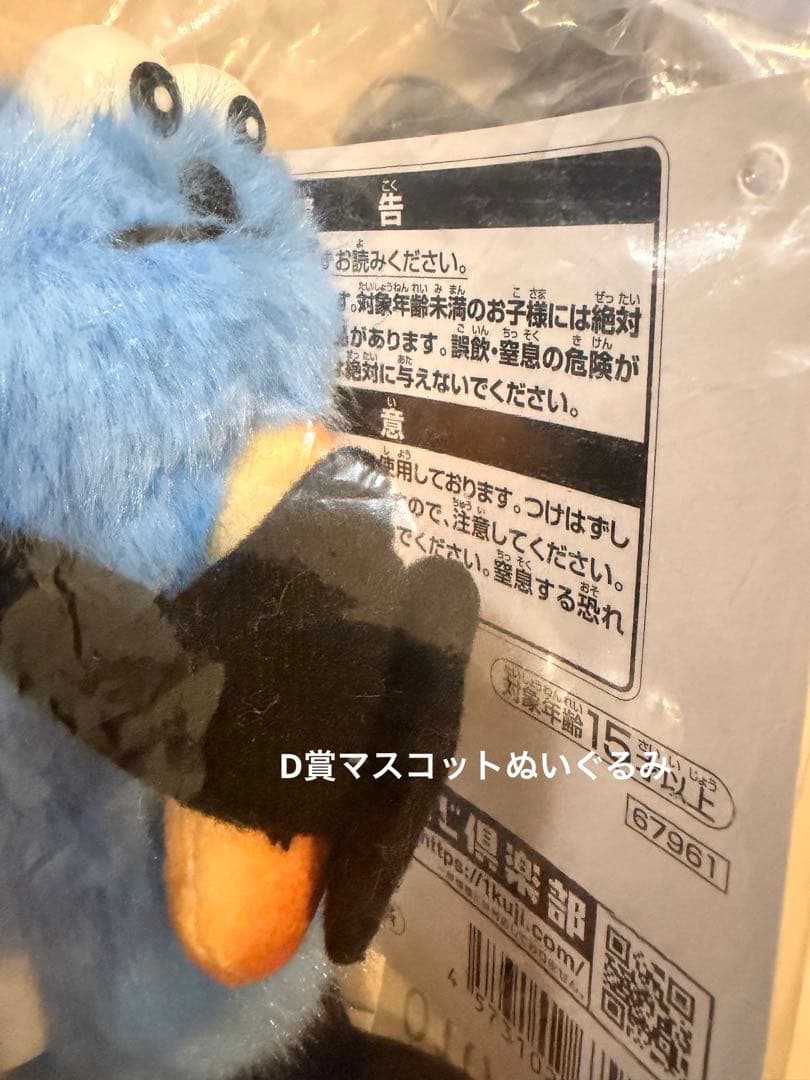 告
お読みください。
す。対象年齢未満のお子様には絶対
があります。誤飲・窒息の危険が
絶対に与えないでください。
意
使用しております。つけはずし
ので、注意してください。
でください。窒息する恐れ
対象年齢15才以上
D賞マスコットぬいぐるみ
67961
じ倶楽部
https://1kuji.com/
4 573102